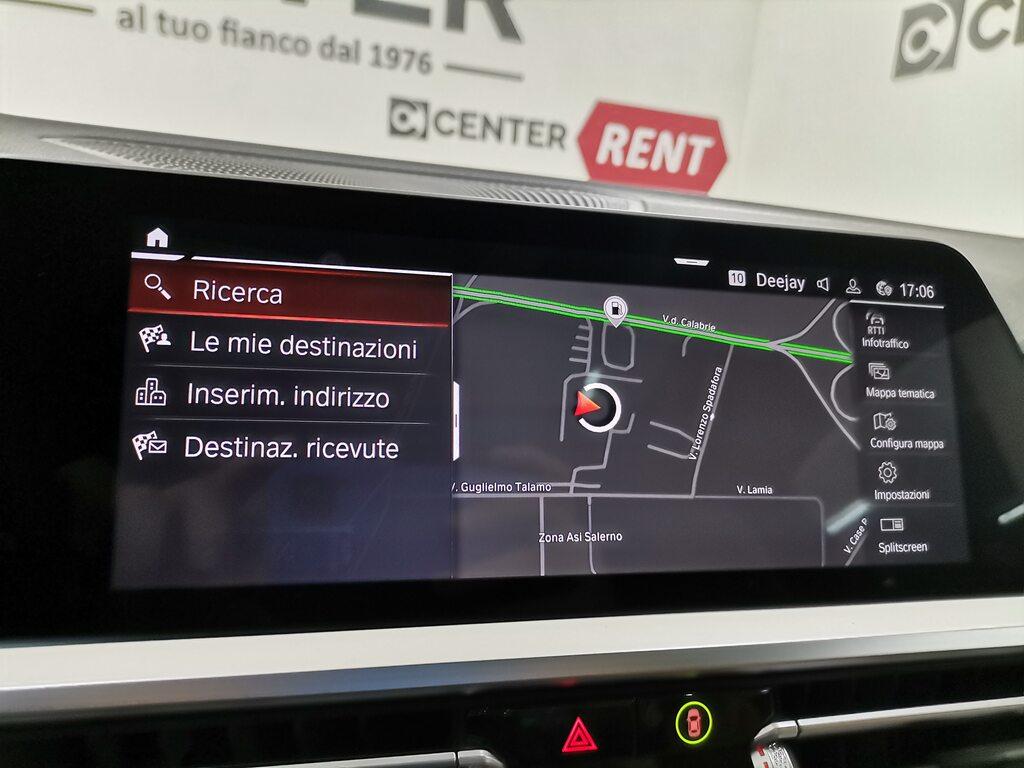 al tuo fianco dal 1976
CENTER RENT
10 Deejay 17:06
Ricerca
Le mie destinazioni
Inserim. indirizzo
Destinaz. ricevute
V.d. Calabrie
V. Lorenzo Spadafora
V. Guglielmo Talamo
V. Lamia
Zona Asi Salerno
V. Case P
RTTI
Infotraffico
Mappa tematica
Configura mappa
Impostazioni
Splitscreen